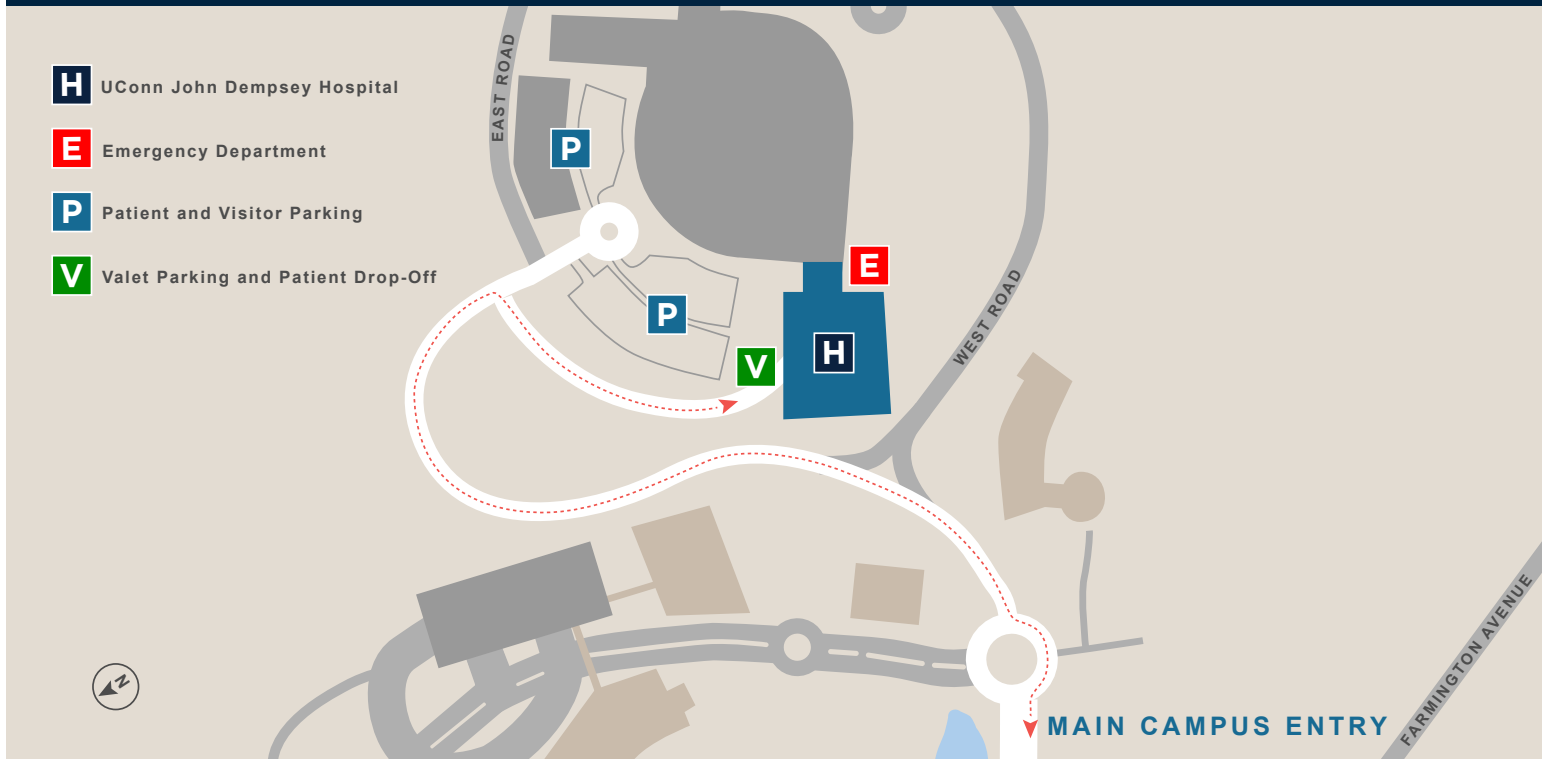 H UConn John Dempsey Hospital
E Emergency Department
P Patient and Visitor Parking
V Valet Parking and Patient Drop-Off
EAST ROAD
P
E
P
WEST ROAD
H
V
FARMINGTON AVENUE
N
MAIN CAMPUS ENTRY